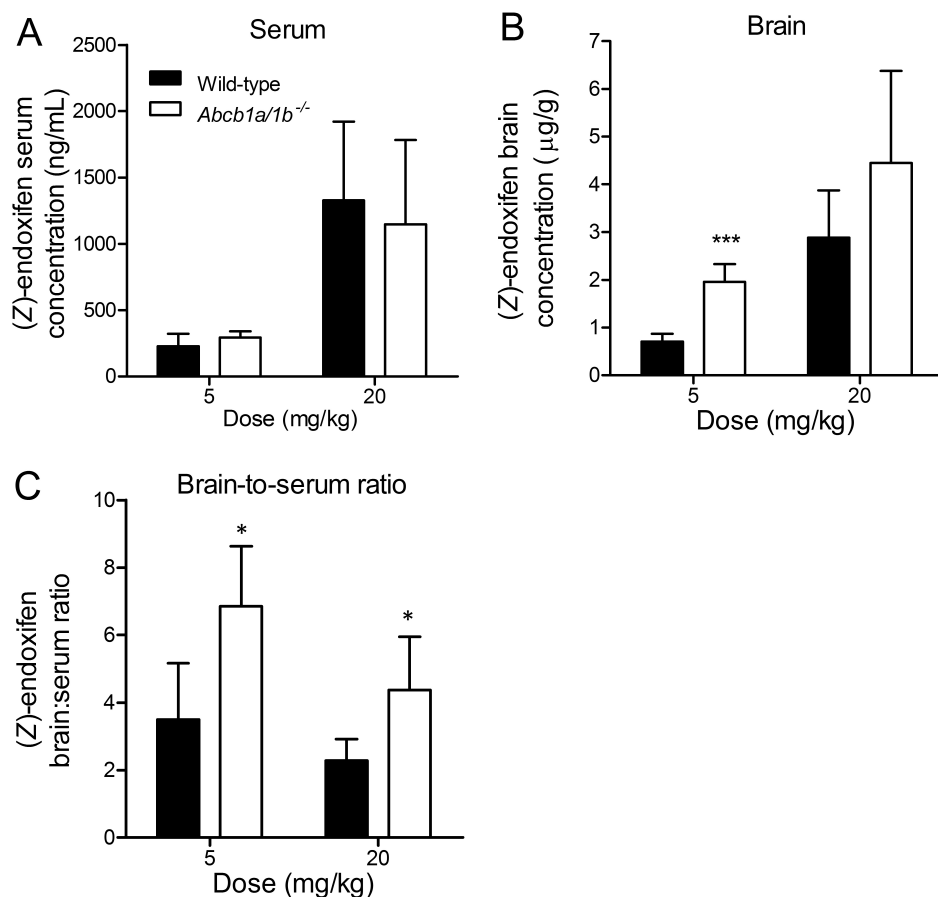 A
Serum
2500
2000
1500
1000
500
0
(Z)-endoxifen serum
concentration (ng/mL)
Wild-type
Abcb1a/1b-/-
5
20
Dose (mg/kg)
B
Brain
7
6
5
4
3
2
1
0
(Z)-endoxifen brain
concentration ( μg/g)
***
5
20
Dose (mg/kg)
C
Brain-to-serum ratio
10
8
6
4
2
0
(Z)-endoxifen
brain:serum ratio
*
*
5
20
Dose (mg/kg)